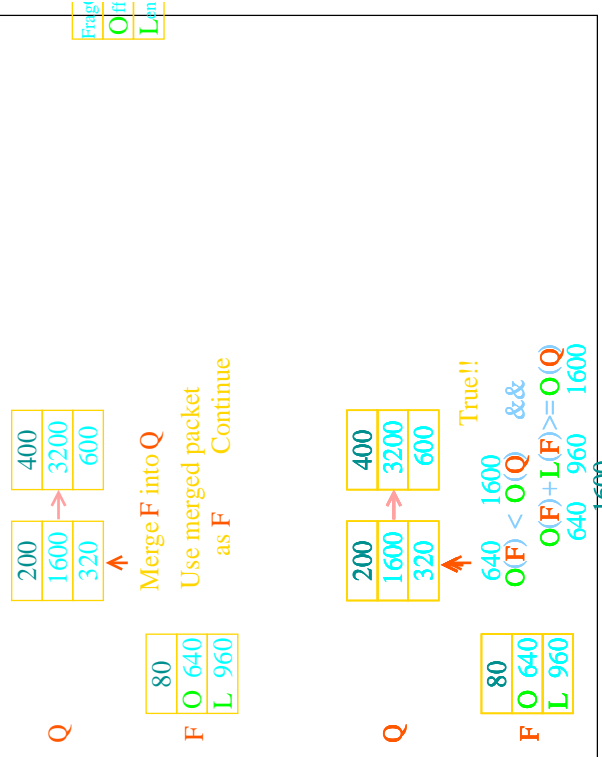 200 400
Q 1600 3200
320 600
Merge F into Q
80
F O 640 Use merged packet
L 960 as F Continue
200 400
Q 1600 3200
320 600
True!!
80 640 1600
F O 640 O(F) < O(Q) &&
L 960 O(F)+L(F)>=O(Q)
640 960 1600